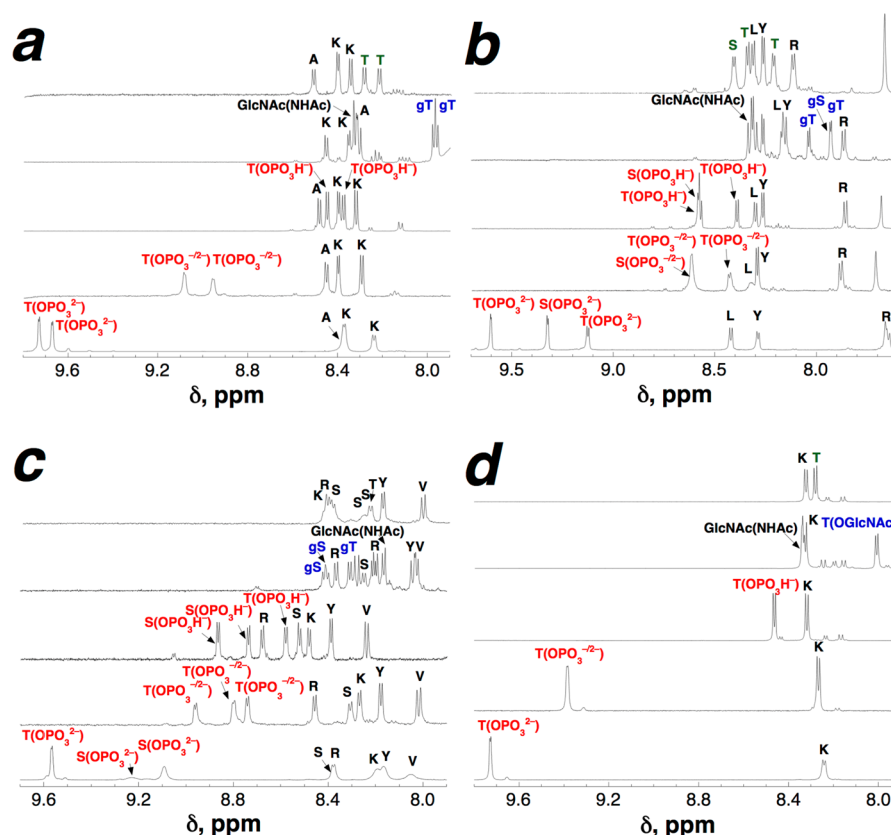 a
A K K T T
GlcNAc(NHAc) A gT gT
K K
T(OPO₃H⁻) T(OPO₃H⁻)
A K K
T(OPO₃⁻/²⁻) T(OPO₃⁻/²⁻) A K K
T(OPO₃²⁻) T(OPO₃²⁻) A K K
9.6 9.2 8.8 8.4 8.0
δ, ppm
b
S T L Y T R
GlcNAc(NHAc) L Y gT gS gT R
S(OPO₃H⁻) T(OPO₃H⁻)
T(OPO₃H⁻) L Y R
T(OPO₃⁻/²⁻) T(OPO₃⁻/²⁻)
S(OPO₃⁻/²⁻) L Y R
T(OPO₃²⁻) S(OPO₃²⁻) T(OPO₃²⁻) L Y R
9.5 9.0 8.5 8.0
δ, ppm
c
K R S S S T Y V
GlcNAc(NHAc)
gS gS R gT S R Y V
S(OPO₃H⁻) S(OPO₃H⁻) R T(OPO₃H⁻) S K Y V
T(OPO₃⁻/²⁻) T(OPO₃⁻/²⁻) T(OPO₃⁻/²⁻) R S K Y V
T(OPO₃²⁻) S(OPO₃²⁻) S(OPO₃²⁻) S R K Y V
9.6 9.2 8.8 8.4 8.0
δ, ppm
d
K T
GlcNAc(NHAc) K T(OGlcNAc)
T(OPO₃H⁻) K
T(OPO₃⁻/²⁻) K
T(OPO₃²⁻) K
9.6 9.2 8.8 8.4 8.0
δ, ppm